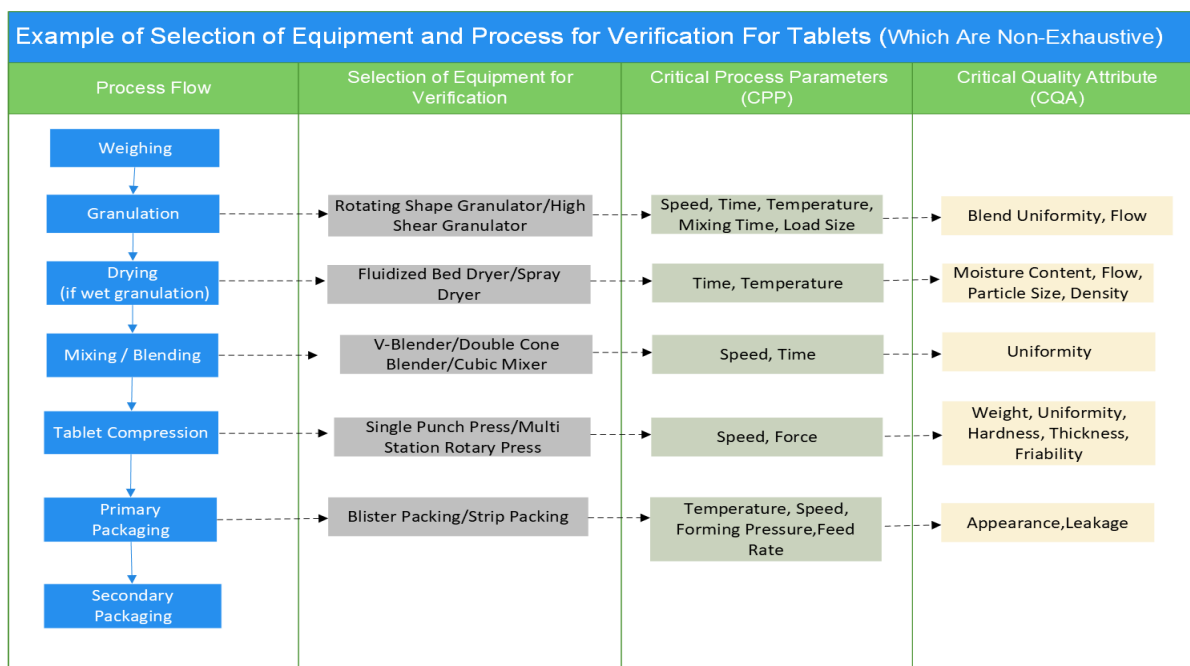 Example of Selection of Equipment and Process for Verification For Tablets (Which Are Non-Exhaustive)
Process Flow
Selection of Equipment for
Verification
Critical Process Parameters
(CPP)
Critical Quality Attribute
(CQA)
Weighing
Granulation
Rotating Shape Granulator/High
Shear Granulator
Speed, Time, Temperature,
Mixing Time, Load Size
Blend Uniformity, Flow
Drying
(if wet granulation)
Fluidized Bed Dryer/Spray
Dryer
Time, Temperature
Moisture Content, Flow,
Particle Size, Density
Mixing / Blending
V-Blender/Double Cone
Blender/Cubic Mixer
Speed, Time
Uniformity
Tablet Compression
Single Punch Press/Multi
Station Rotary Press
Speed, Force
Weight, Uniformity,
Hardness, Thickness,
Friability
Primary
Packaging
Blister Packing/Strip Packing
Temperature, Speed,
Forming Pressure,Feed
Rate
Appearance,Leakage
Secondary
Packaging